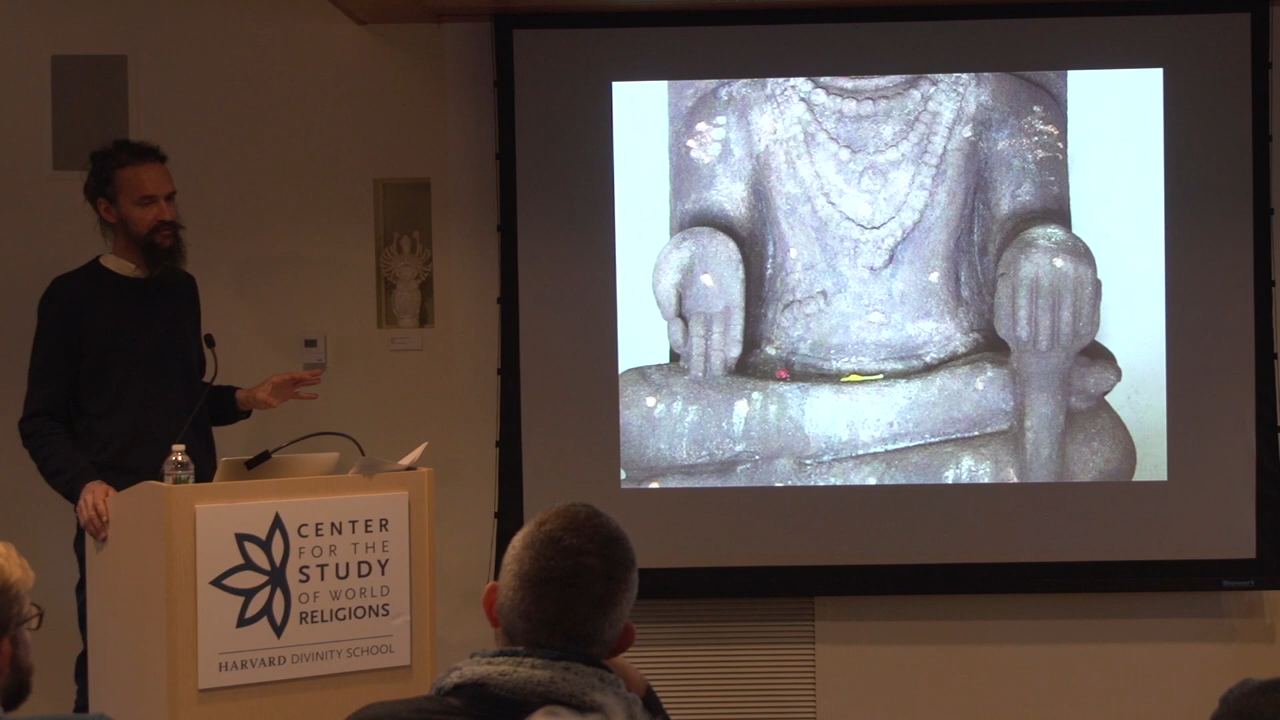 CENTER
FOR THE
STUDY
OF WORLD
RELIGIONS
HARVARD DIVINITY SCHOOL